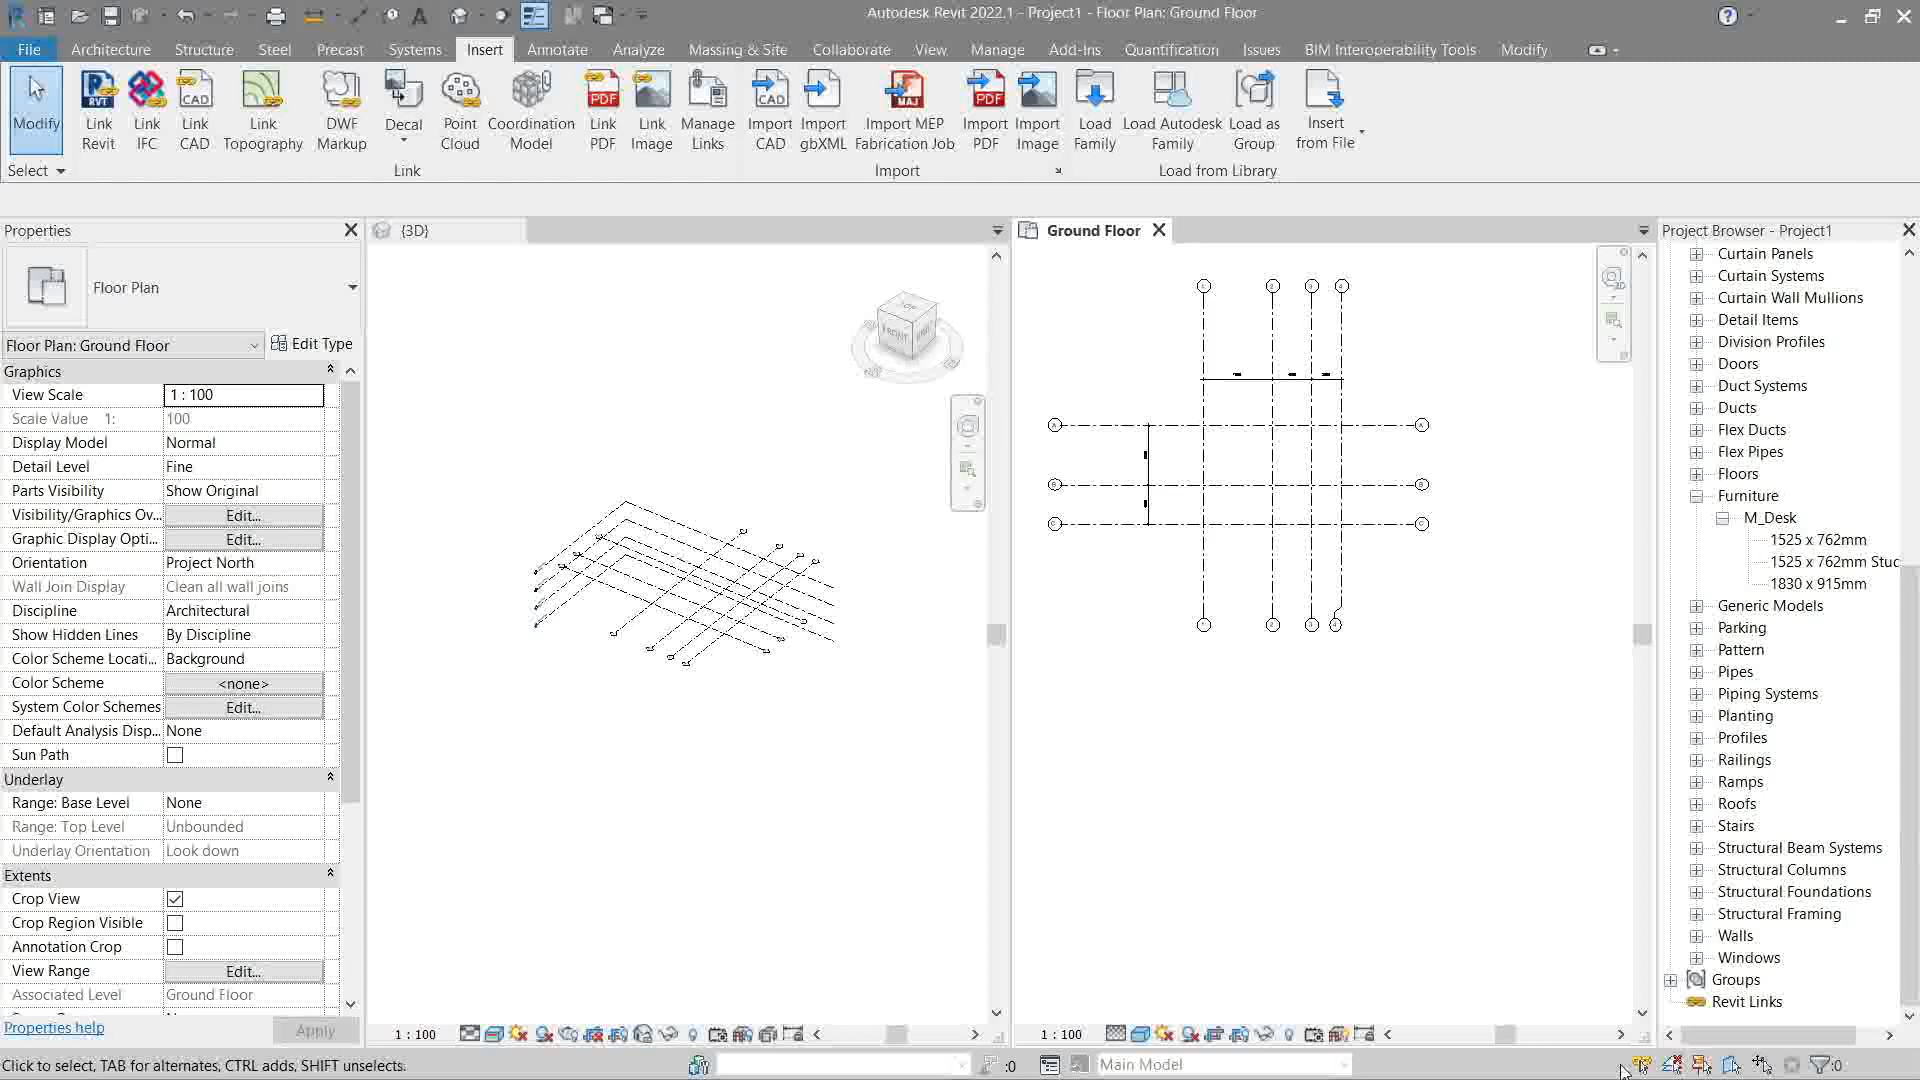 Autodesk Revit 2022.1 - Project1 - Floor Plan: Ground Floor
File Architecture Structure Steel Precast Systems Insert Annotate Analyze Massing & Site Collaborate View Manage Add-Ins Quantification Issues BIM Interoperability Tools Modify
Modify
Link Revit
Link IFC
Link CAD
Link Topography
DWF Markup
Decal
Point Cloud
Coordination Model
Link PDF
Link Image
Manage Links
Import CAD
Import gbXML
Import MEP Fabrication Job
Import PDF
Import Image
Load Family
Load Autodesk Family
Load as Group
Insert from File
Select
Link
Import
Load from Library
Properties
Floor Plan
Floor Plan: Ground Floor
Edit Type
Graphics
View Scale 1 : 100
Scale Value 1: 100
Display Model Normal
Detail Level Fine
Parts Visibility Show Original
Visibility/Graphics Ov... Edit...
Graphic Display Opti... Edit...
Orientation Project North
Wall Join Display Clean all wall joins
Discipline Architectural
Show Hidden Lines By Discipline
Color Scheme Locati... Background
Color Scheme <none>
System Color Schemes Edit...
Default Analysis Disp... None
Sun Path
Underlay
Range: Base Level None
Range: Top Level Unbounded
Underlay Orientation Look down
Extents
Crop View
Crop Region Visible
Annotation Crop
View Range Edit...
Associated Level Ground Floor
Properties help
Apply
{3D}
FRONT
1 : 100
Ground Floor
1 : 100
Project Browser - Project1
Curtain Panels
Curtain Systems
Curtain Wall Mullions
Detail Items
Division Profiles
Doors
Duct Systems
Ducts
Flex Ducts
Flex Pipes
Floors
Furniture
M_Desk
1525 x 762mm
1525 x 762mm Stuc
1830 x 915mm
Generic Models
Parking
Pattern
Pipes
Piping Systems
Planting
Profiles
Railings
Ramps
Roofs
Stairs
Structural Beam Systems
Structural Columns
Structural Foundations
Structural Framing
Walls
Windows
Groups
Revit Links
Click to select, TAB for alternates, CTRL adds, SHIFT unselects.
:0
Main Model
:0